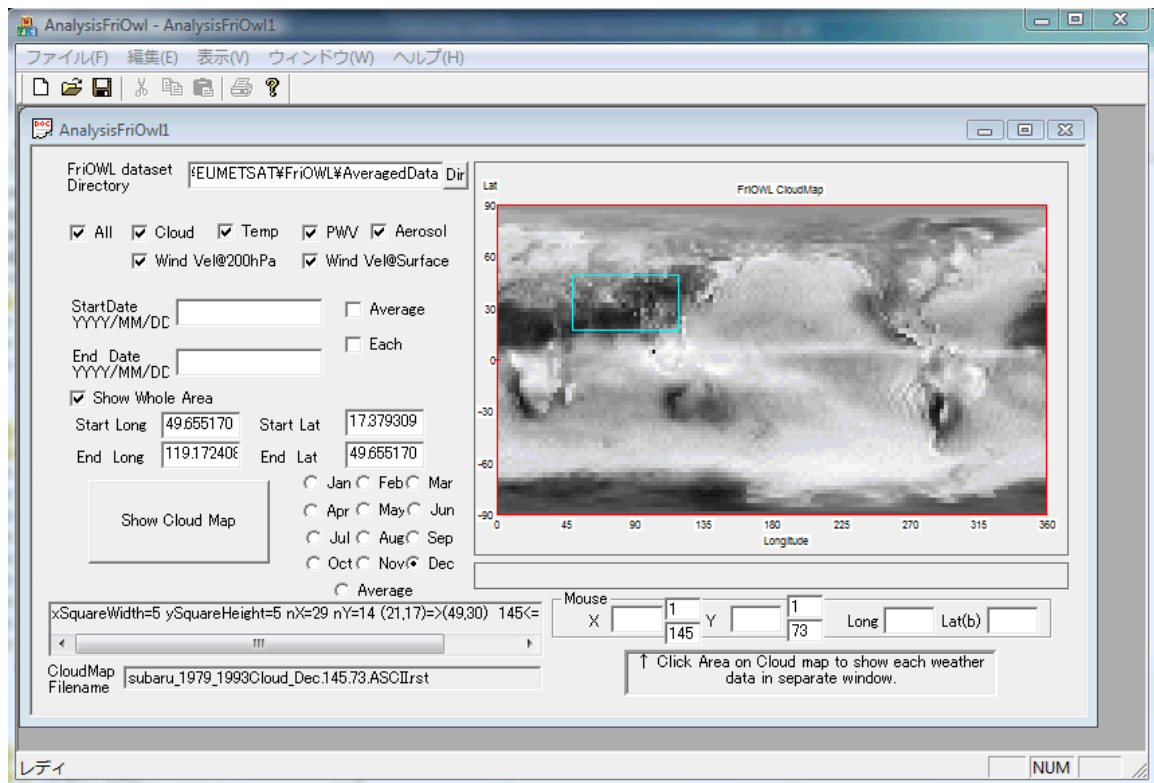 AnalysisFriOwl - AnalysisFriOwl1
ファイル(F) 編集(E) 表示(V) ウィンドウ(W) ヘルプ(H)
AnalysisFriOwl1
FriOWL dataset
Directory
EUMETSAT¥FriOWL¥AveragedData Dir
All Cloud Temp PWV Aerosol
Wind Vel@200hPa Wind Vel@Surface
StartDate
YYYY/MM/DD
Average
End Date
YYYY/MM/DD
Each
Show Whole Area
Start Long 49.655170 Start Lat 17.379309
End Long 119.172408 End Lat 49.655170
Show Cloud Map
Jan Feb Mar
Apr May Jun
Jul Aug Sep
Oct Nov Dec
Average
xSquareWidth=5 ySquareHeight=5 nX=29 nY=14 (21,17)=>(49,30) 145<=
CloudMap
Filename
subaru_1979_1993Cloud_Dec.145.73.ASCII.rst
Lat
FriOWL CloudMap
90
60
30
0
-30
-60
-90
0 45 90 135 180 225 270 315 360
Longitude
Mouse
X 1 Y 1 Long Lat(b)
145 73
↑ Click Area on Cloud map to show each weather
data in separate window.
レディ
NUM